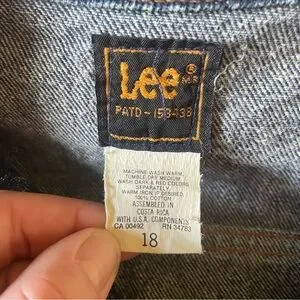 Lee® MR
PATD-153438
MACHINE WASH WARM
TUMBLE DRY MEDIUM
WASH DARK & RED COLORS
SEPARATELY
WARM IRON IF DESIRED
100% COTTON
ASSEMBLED IN
COSTA RICA
WITH U.S.A. COMPONENTS
CA 00492 RN 34763
18